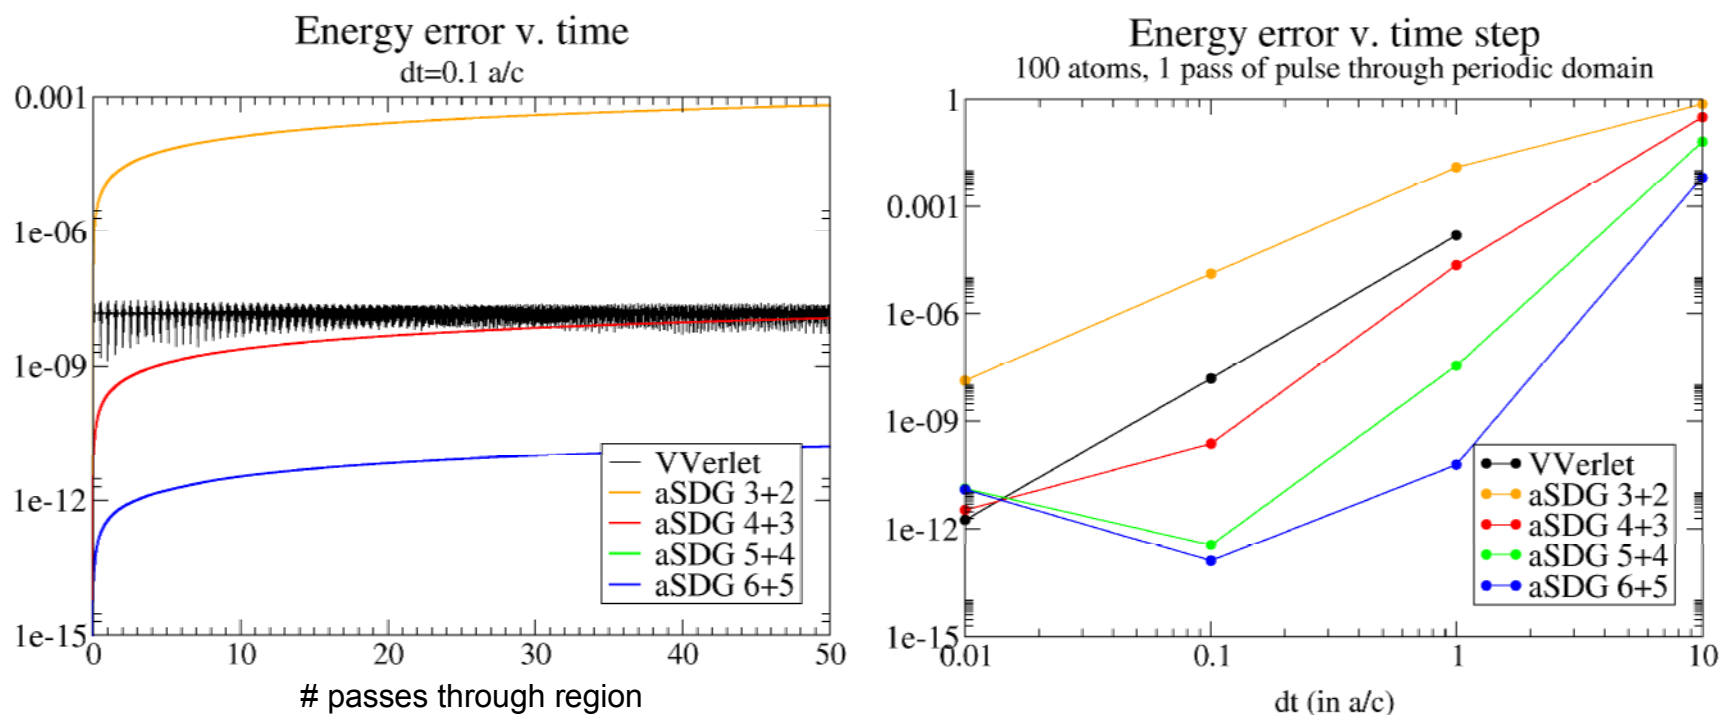 Energy error v. time
dt=0.1 a/c
0.001
1e-06
1e-09
1e-12
1e-15
0
10
20
30
40
50
# passes through region
VVerlet
aSDG 3+2
aSDG 4+3
aSDG 5+4
aSDG 6+5
Energy error v. time step
100 atoms, 1 pass of pulse through periodic domain
1
0.001
1e-06
1e-09
1e-12
1e-15
0.01
0.1
1
10
dt (in a/c)
VVerlet
aSDG 3+2
aSDG 4+3
aSDG 5+4
aSDG 6+5